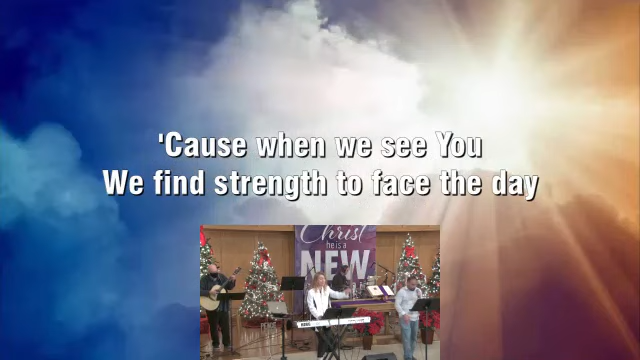 'Cause when we see You
We find strength to face the day
Christ
he is a
NEW